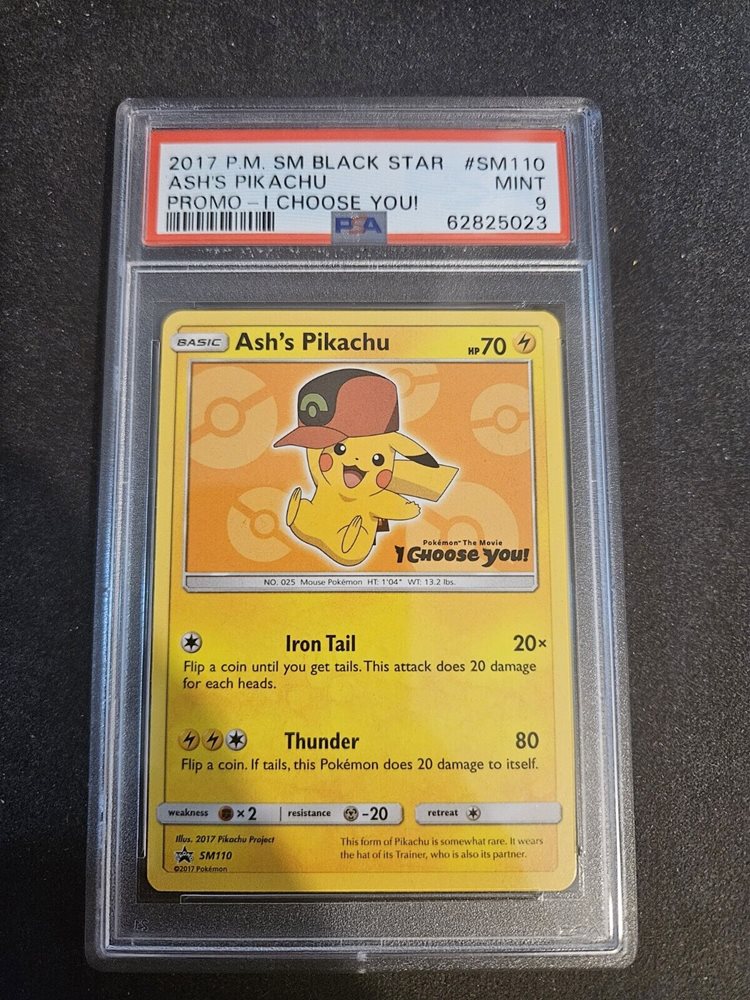 2017 P.M. SM BLACK STAR #SM110
ASH'S PIKACHU MINT
PROMO - I CHOOSE YOU! 9
PSA 62825023
BASIC Ash's Pikachu HP 70
Pokémon The Movie
I Choose You!
NO. 025 Mouse Pokémon HT: 1'04" WT: 13.2 lbs.
Iron Tail 20×
Flip a coin until you get tails. This attack does 20 damage
for each heads.
Thunder 80
Flip a coin. If tails, this Pokémon does 20 damage to itself.
weakness × 2 resistance -20 retreat
Illus. 2017 Pikachu Project
SM110
©2017 Pokémon
This form of Pikachu is somewhat rare. It wears
the hat of its Trainer, who is also its partner.